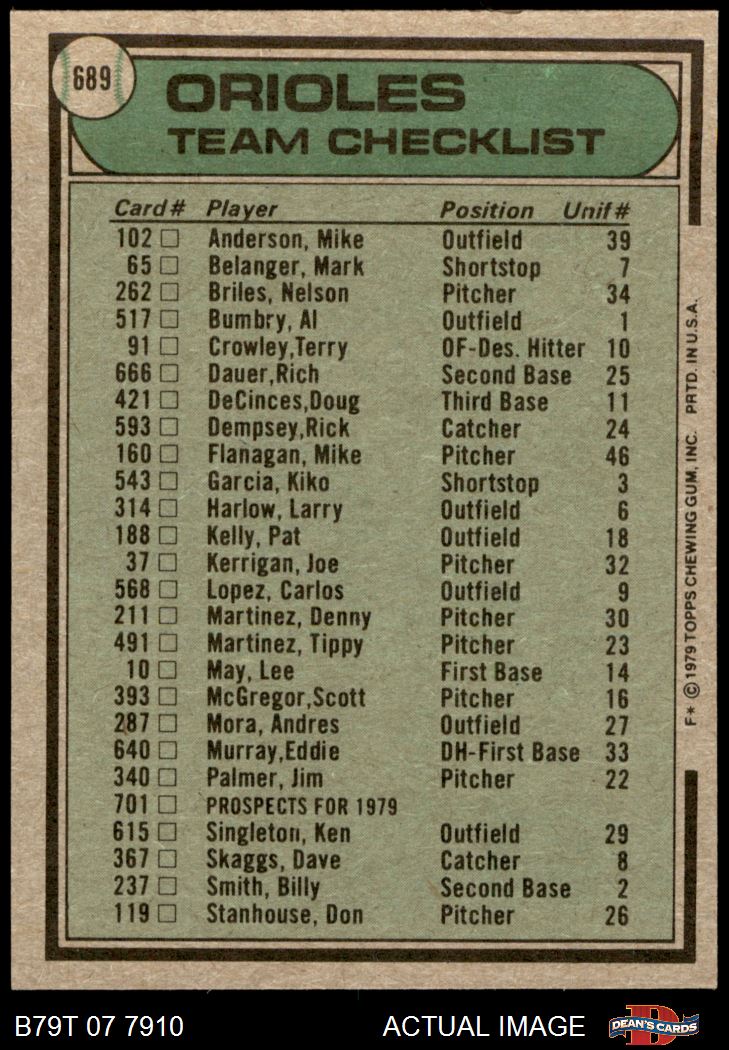 689
ORIOLES
TEAM CHECKLIST
Card # Player Position Unif #
102 □ Anderson, Mike Outfield 39
65 □ Belanger, Mark Shortstop 7
262 □ Briles, Nelson Pitcher 34
517 □ Bumbry, Al Outfield 1
91 □ Crowley,Terry OF-Des. Hitter 10
666 □ Dauer,Rich Second Base 25
421 □ DeCinces,Doug Third Base 11
593 □ Dempsey,Rick Catcher 24
160 □ Flanagan, Mike Pitcher 46
543 □ Garcia, Kiko Shortstop 3
314 □ Harlow, Larry Outfield 6
188 □ Kelly, Pat Outfield 18
37 □ Kerrigan, Joe Pitcher 32
568 □ Lopez, Carlos Outfield 9
211 □ Martinez, Denny Pitcher 30
491 □ Martinez, Tippy Pitcher 23
10 □ May, Lee First Base 14
393 □ McGregor,Scott Pitcher 16
287 □ Mora, Andres Outfield 27
640 □ Murray,Eddie DH-First Base 33
340 □ Palmer, Jim Pitcher 22
701 □ PROSPECTS FOR 1979
615 □ Singleton, Ken Outfield 29
367 □ Skaggs, Dave Catcher 8
237 □ Smith, Billy Second Base 2
119 □ Stanhouse, Don Pitcher 26
F* © 1979 TOPPS CHEWING GUM, INC. PRTD. IN U.S.A.
B79T 07 7910 ACTUAL IMAGE
D
DEAN'S CARDS